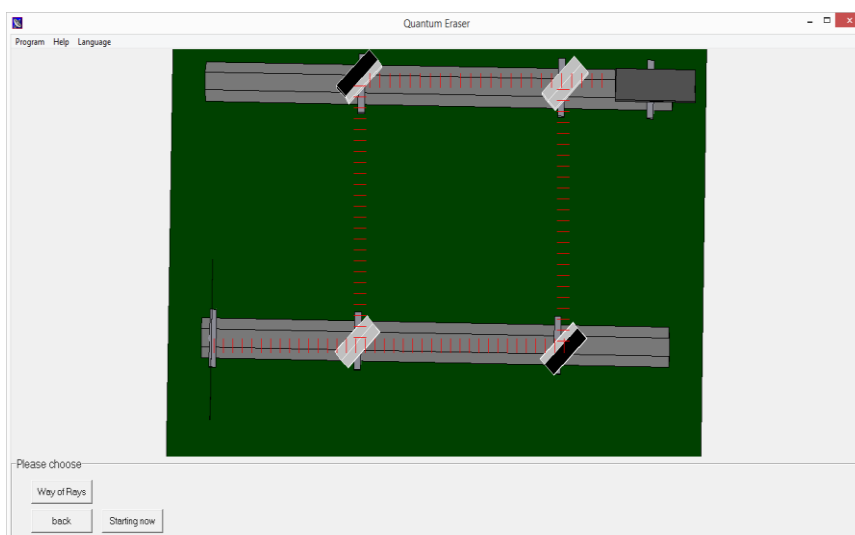 Quantum Eraser
Program Help Language
Please choose
Way of Rays
back Starting now